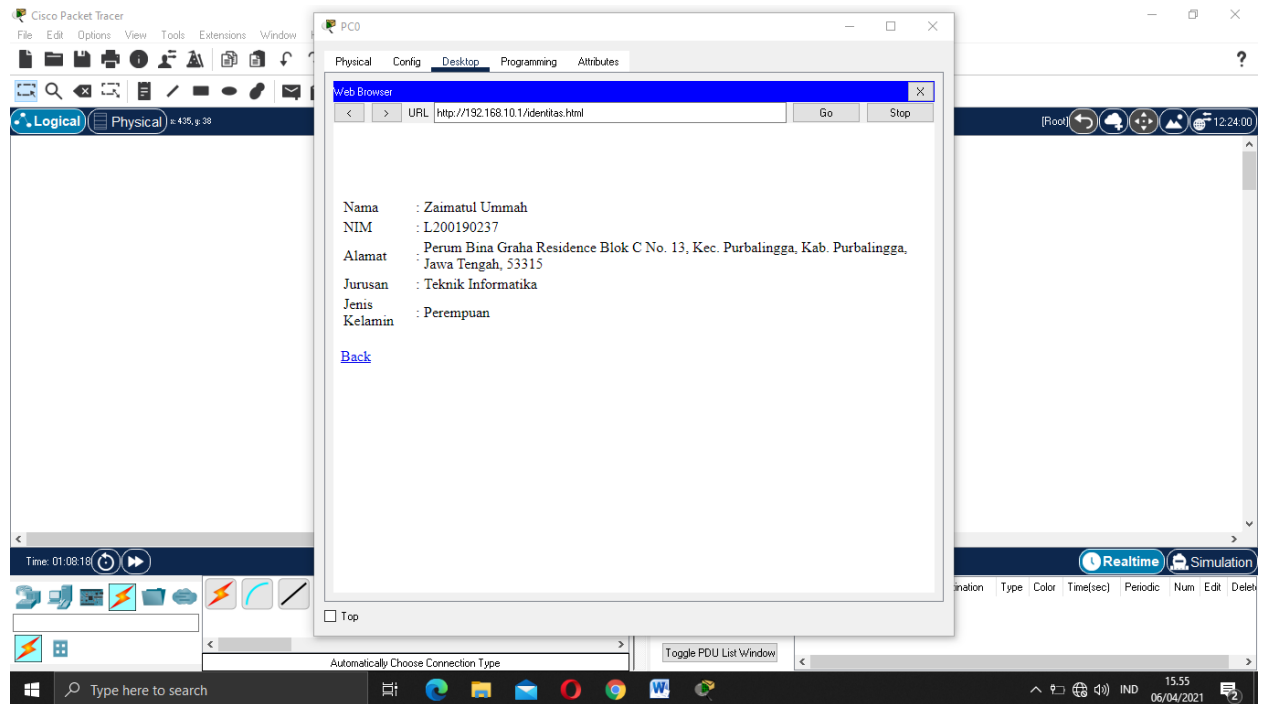 Cisco Packet Tracer
File Edit Options View Tools Extensions Window
?
Logical Physical x: 435, y: 38
[Root] 12:24:00
PC0
Physical Config Desktop Programming Attributes
Web Browser
< > URL http://192.168.10.1/identitas.html Go Stop
Nama : Zaimatul Ummah
NIM : L200190237
Alamat : Perum Bina Graha Residence Blok C No. 13, Kec. Purbalingga, Kab. Purbalingga,
Jawa Tengah, 53315
Jurusan : Teknik Informatika
Jenis
Kelamin : Perempuan
Back
Top
Time: 01:08:18
Realtime Simulation
Type Color Time(sec) Periodic Num Edit
Automatically Choose Connection Type
Toggle PDU List Window
Type here to search
IND
15.55
06/04/2021
2